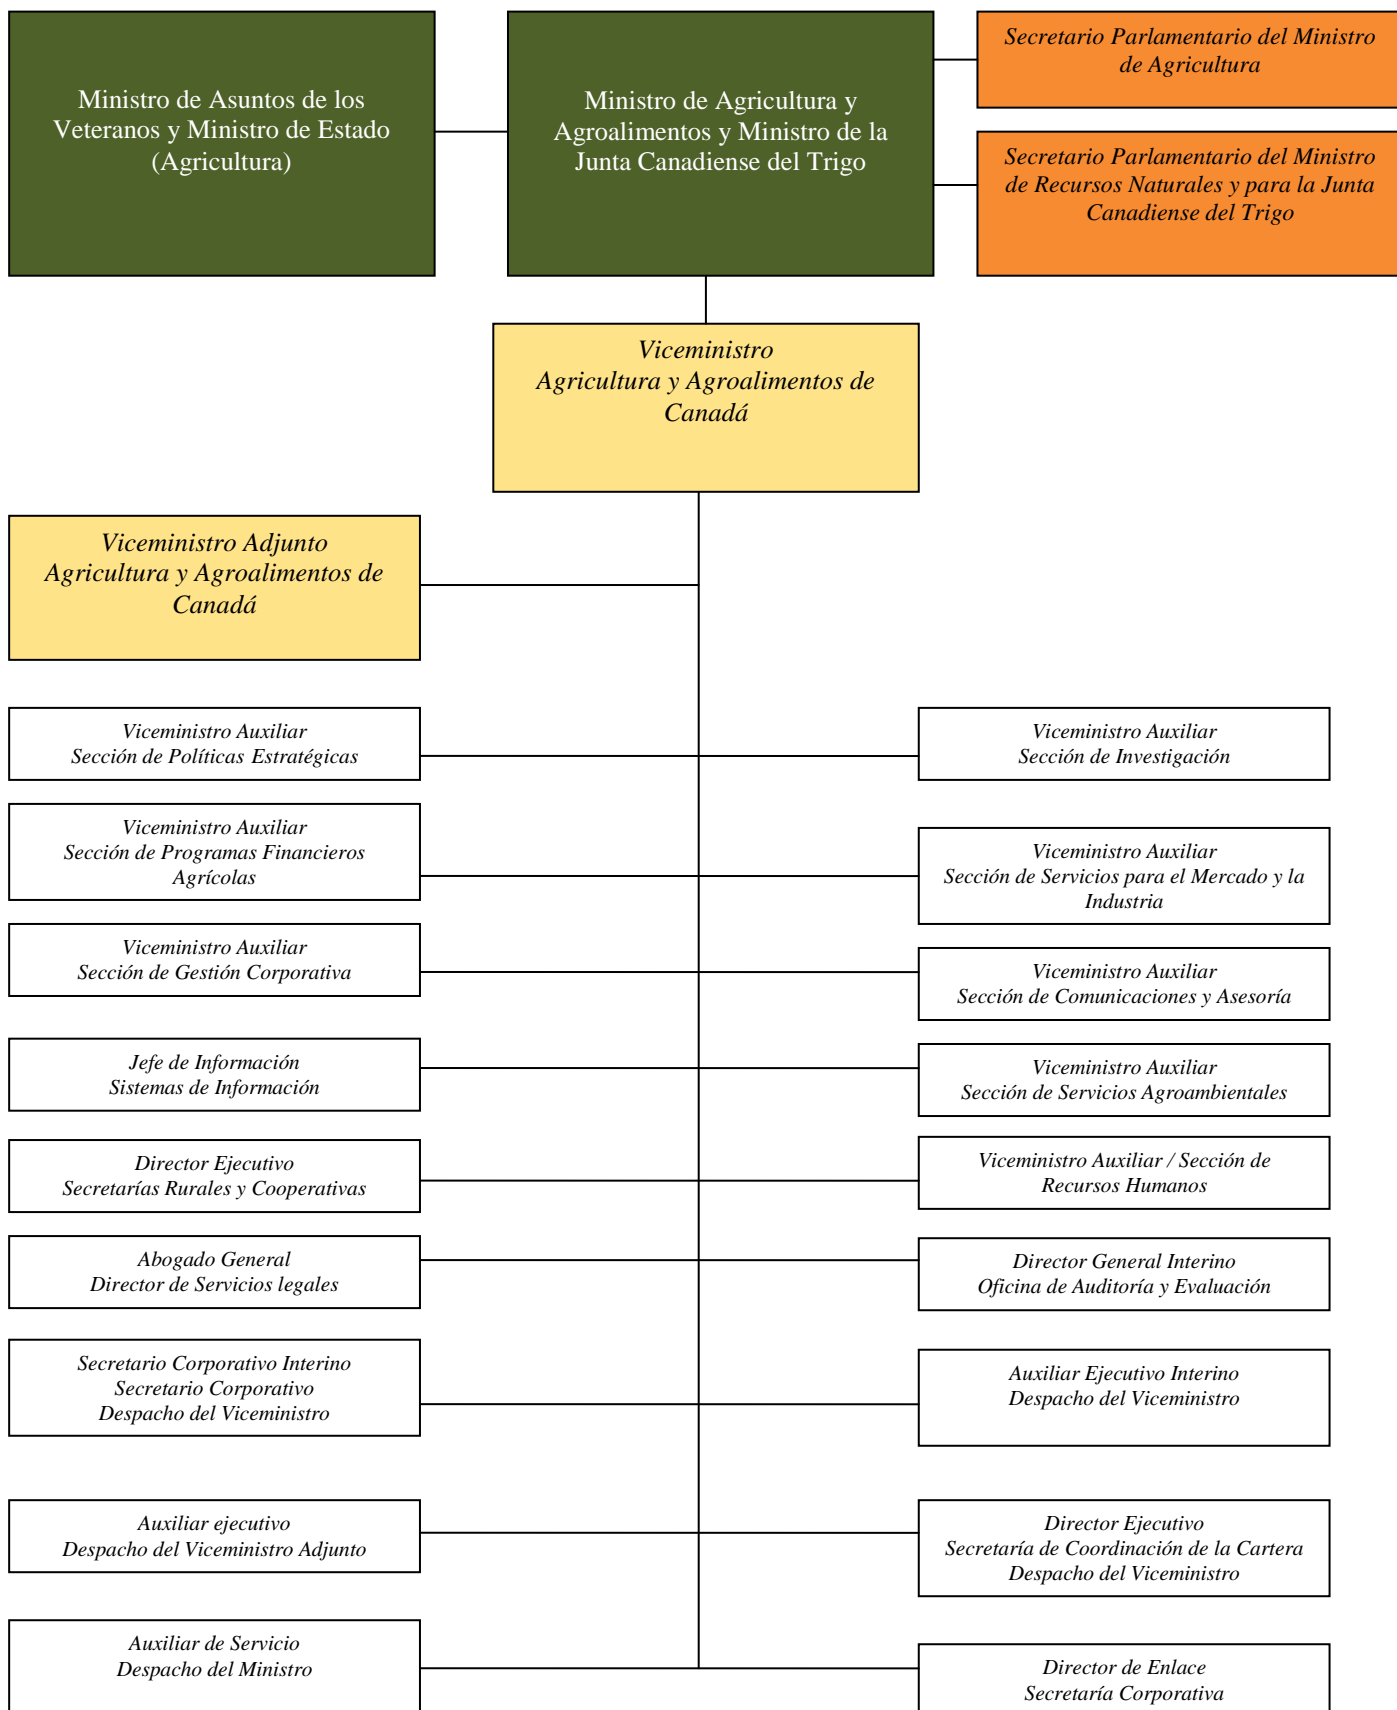 Ministro de Asuntos de los
Veteranos y Ministro de Estado
(Agricultura)
Ministro de Agricultura y
Agroalimentos y Ministro de la
Junta Canadiense del Trigo
Secretario Parlamentario del Ministro
de Agricultura
Secretario Parlamentario del Ministro
de Recursos Naturales y para la Junta
Canadiense del Trigo
Viceministro
Agricultura y Agroalimentos de
Canadá
Viceministro Adjunto
Agricultura y Agroalimentos de
Canadá
Viceministro Auxiliar
Sección de Políticas Estratégicas
Viceministro Auxiliar
Sección de Investigación
Viceministro Auxiliar
Sección de Programas Financieros
Agrícolas
Viceministro Auxiliar
Sección de Servicios para el Mercado y la
Industria
Viceministro Auxiliar
Sección de Gestión Corporativa
Viceministro Auxiliar
Sección de Comunicaciones y Asesoría
Jefe de Información
Sistemas de Información
Viceministro Auxiliar
Sección de Servicios Agroambientales
Director Ejecutivo
Secretarías Rurales y Cooperativas
Viceministro Auxiliar / Sección de
Recursos Humanos
Abogado General
Director de Servicios legales
Director General Interino
Oficina de Auditoría y Evaluación
Secretario Corporativo Interino
Secretario Corporativo
Despacho del Viceministro
Auxiliar Ejecutivo Interino
Despacho del Viceministro
Auxiliar ejecutivo
Despacho del Viceministro Adjunto
Director Ejecutivo
Secretaría de Coordinación de la Cartera
Despacho del Viceministro
Auxiliar de Servicio
Despacho del Ministro
Director de Enlace
Secretaría Corporativa